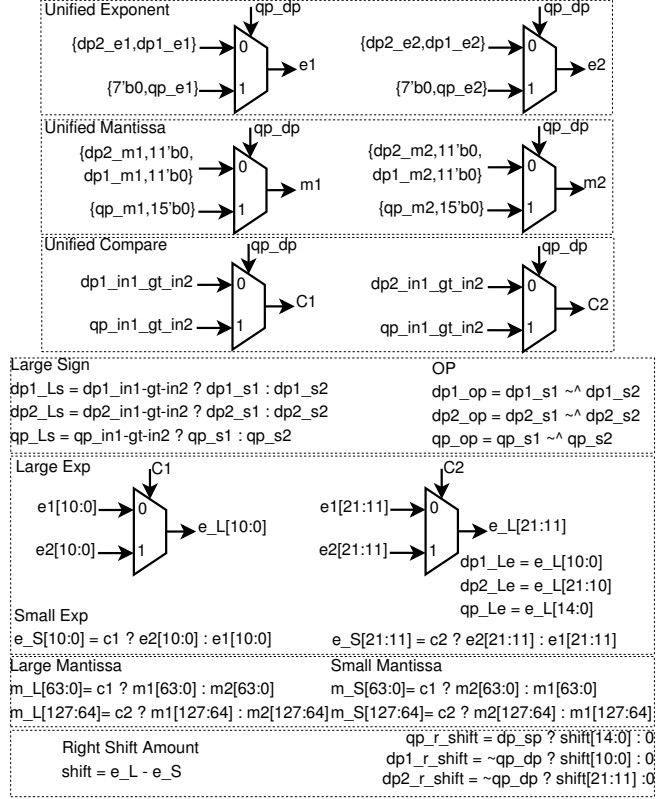 Unified Exponent
qp_dp qp_dp
{dp2_e1,dp1_e1} 0 {dp2_e2,dp1_e2} 0
e1 e2
{7'b0,qp_e1} 1 {7'b0,qp_e2} 1
Unified Mantissa qp_dp qp_dp
{dp2_m1,11'b0, {dp2_m2,11'b0,
dp1_m1,11'b0} 0 dp1_m2,11'b0} 0
m1 m2
{qp_m1,15'b0} 1 {qp_m2,15'b0} 1
Unified Compare qp_dp qp_dp
dp1_in1_gt_in2 0 dp2_in1_gt_in2 0
C1 C2
qp_in1_gt_in2 1 qp_in1_gt_in2 1
Large Sign
dp1_Ls = dp1_in1-gt-in2 ? dp1_s1 : dp1_s2
dp2_Ls = dp2_in1-gt-in2 ? dp2_s1 : dp2_s2
qp_Ls = qp_in1-gt-in2 ? qp_s1 : qp_s2
OP
dp1_op = dp1_s1 ~^ dp1_s2
dp2_op = dp2_s1 ~^ dp2_s2
qp_op = qp_s1 ~^ qp_s2
Large Exp C1 C2
e1[10:0] 0 e1[21:11] 0
e_L[10:0] e_L[21:11]
e2[10:0] 1 e2[21:11] 1
dp1_Le = e_L[10:0]
dp2_Le = e_L[21:10]
qp_Le = e_L[14:0]
Small Exp
e_S[10:0] = c1 ? e2[10:0] : e1[10:0] e_S[21:11] = c2 ? e2[21:11] : e1[21:11]
Large Mantissa
m_L[63:0]= c1 ? m1[63:0] : m2[63:0]
m_L[127:64]= c2 ? m1[127:64] : m2[127:64]
Small Mantissa
m_S[63:0]= c1 ? m2[63:0] : m1[63:0]
m_S[127:64]= c2 ? m2[127:64] : m1[127:64]
Right Shift Amount
shift = e_L - e_S
qp_r_shift = dp_sp ? shift[14:0] : 0
dp1_r_shift = ~qp_dp ? shift[10:0] : 0
dp2_r_shift = ~qp_dp ? shift[21:11] :0